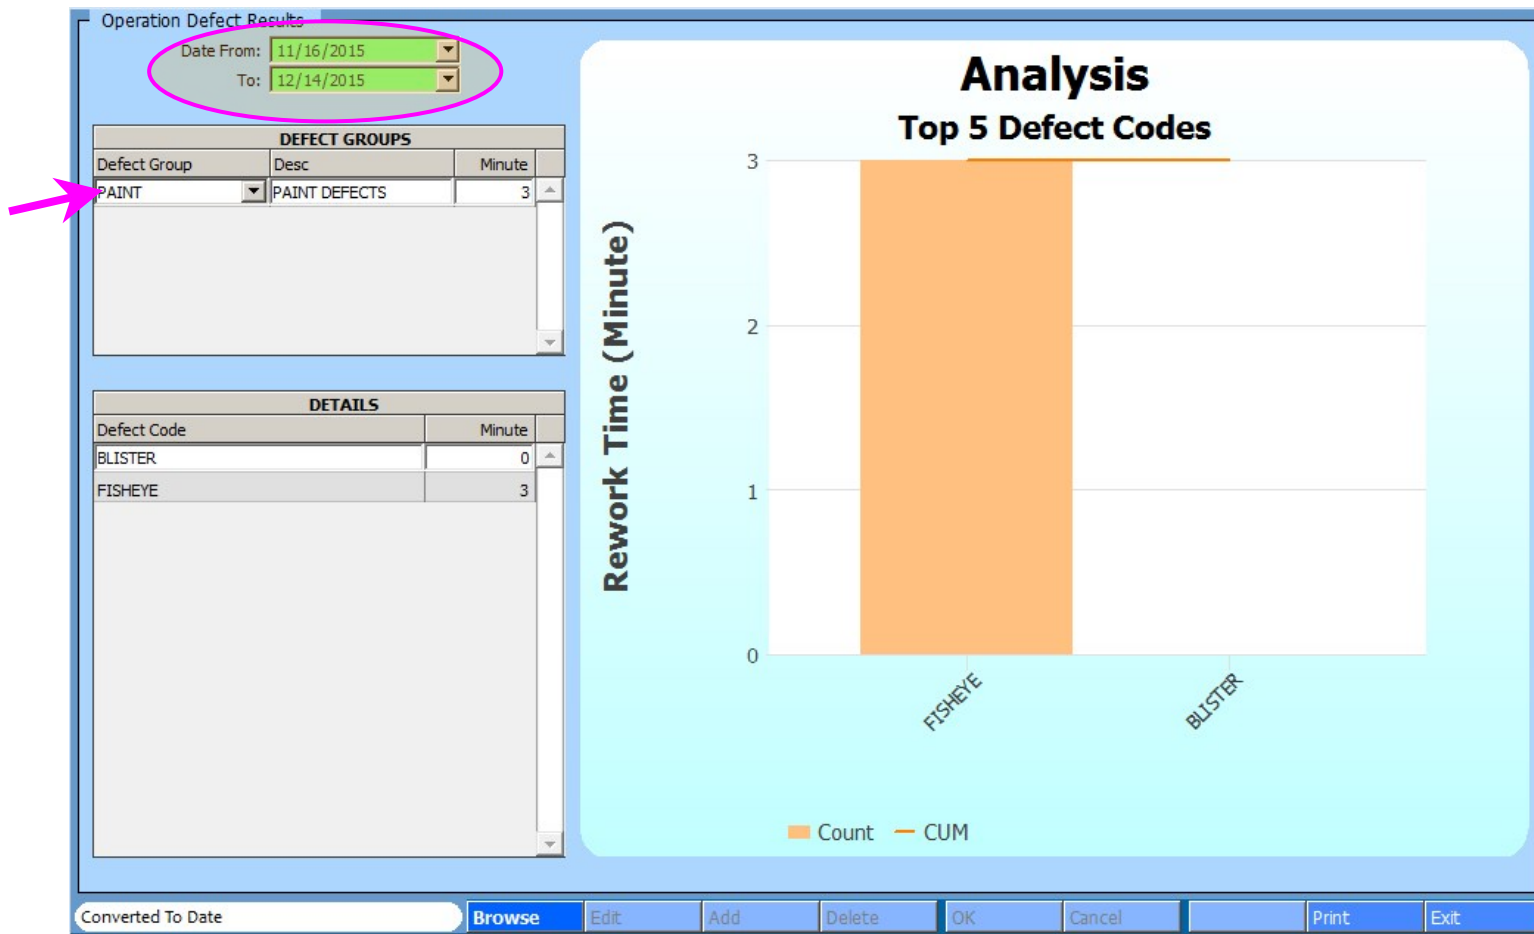 Operation Defect Results
Date From: 11/16/2015
To: 12/14/2015
DEFECT GROUPS
Defect Group Desc Minute
PAINT PAINT DEFECTS 3
DETAILS
Defect Code Minute
BLISTER 0
FISHEYE 3
Analysis
Top 5 Defect Codes
Rework Time (Minute)
3
2
1
0
FISHEYE BLISTER
Count CUM
Converted To Date Browse Edit Add Delete OK Cancel Print Exit